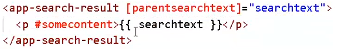 <app-search-result [parentsearchtext]="searchtext">
<p #somecontent>{{ searchtext }}</p>
</app-search-result>